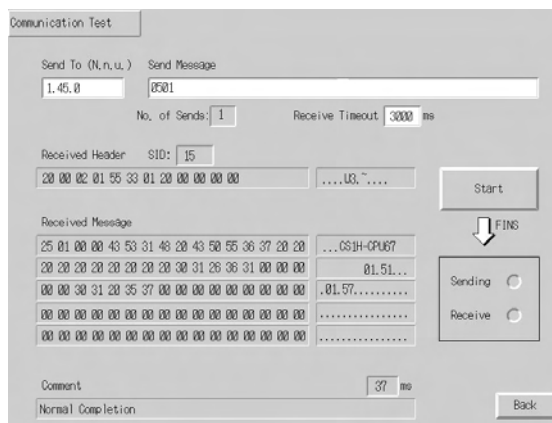 Communication Test
Send To (N.n.u.) Send Message
1.45.0 0501
No. of Sends: 1 Receive Timeout 3000 ms
Received Header SID: 15
20 00 02 01 55 33 01 20 00 00 00 00 ....U3.~....
Start
Received Message
FINS
25 01 00 00 43 53 31 48 20 43 50 55 36 37 20 20 ...CS1H-CPU67
20 20 20 20 20 20 20 20 30 31 26 36 31 00 00 00 01.51...
00 00 30 31 20 35 37 00 00 00 00 00 00 00 00 00 .01.57..........
Sending
00 00 00 00 00 00 00 00 00 00 00 00 00 00 00 00 ................
Receive
00 00 00 00 00 00 00 00 00 00 00 00 00 00 00 00 ................
Comment 37 ms
Normal Completion
Back